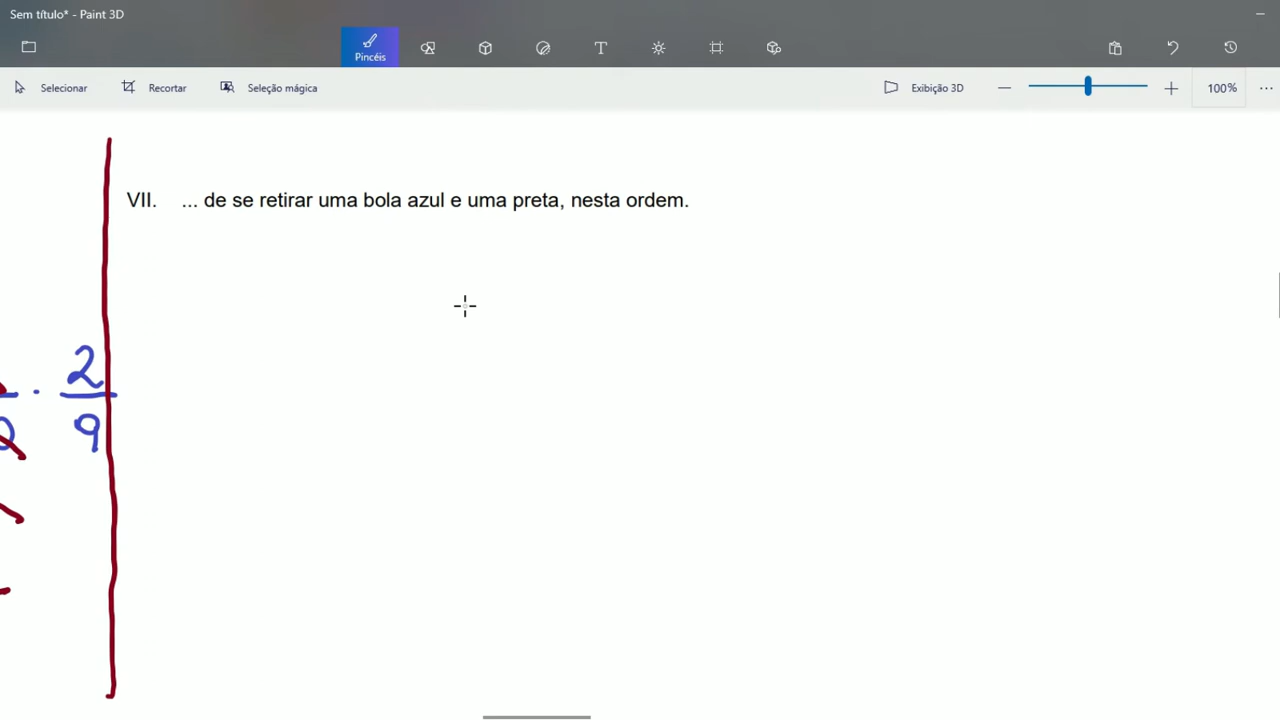 Sem título* - Paint 3D
Pincéis
Selecionar Recortar Seleção mágica Exibição 3D 100%
VII. ... de se retirar uma bola azul e uma preta, nesta ordem.
· 2
9